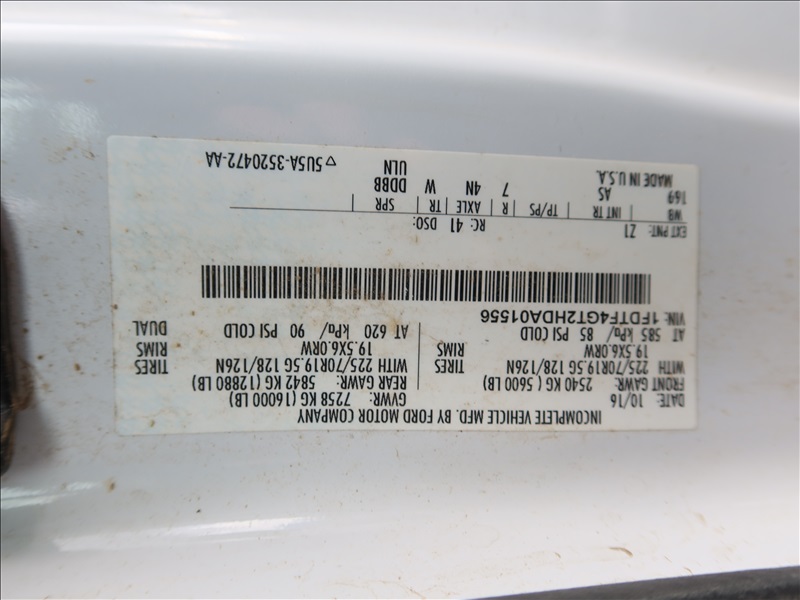 INCOMPLETE VEHICLE MFD. BY FORD MOTOR COMPANY
DATE: 10/16 GVWR: 7258 KG (16000 LB)
FRONT GAWR: 2540 KG (5600 LB) REAR GAWR: 5842 KG (12880 LB)
WITH 225/70R19.5G 128/126N TIRES WITH 225/70R19.5G 128/126N TIRES
19.5X6.0RW RIMS 19.5X6.0RW RIMS
AT 585 kPa/ 85 PSI COLD AT 620 kPa/ 90 PSI COLD DUAL
VIN: 1FDTF4GT2HDA01556
EXT PNT: Z1 RC: 41 DSO:
WB INT TR TP/PS R AXLE TR SPR
169 AS 7 4N W DDBB
MADE IN U.S.A. ULN
▽ 5U5A-3520472-AA